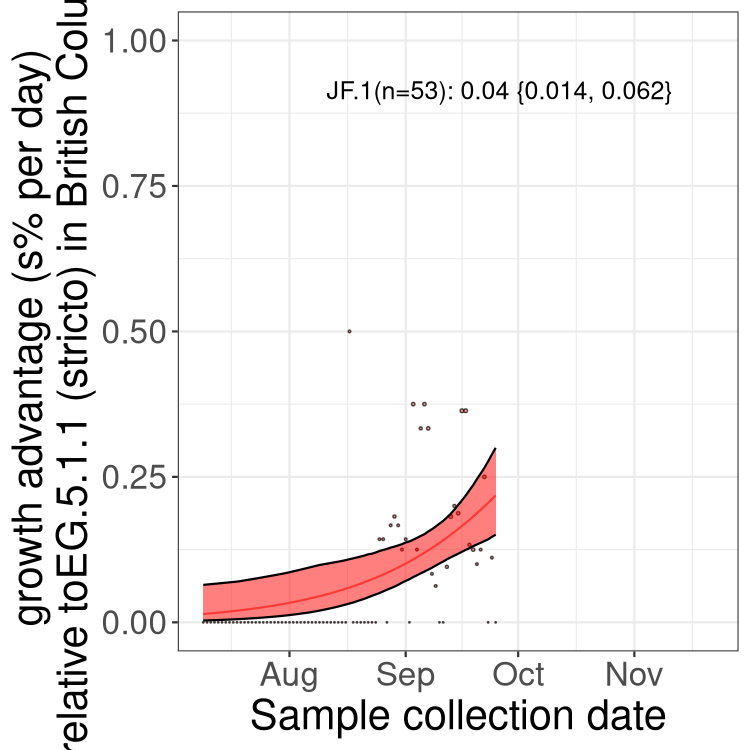 growth advantage (s% per day)
relative toEG.5.1.1 (stricto) in British Colu
1.00
0.75
0.50
0.25
0.00
JF.1(n=53): 0.04 {0.014, 0.062}
Aug Sep Oct Nov
Sample collection date